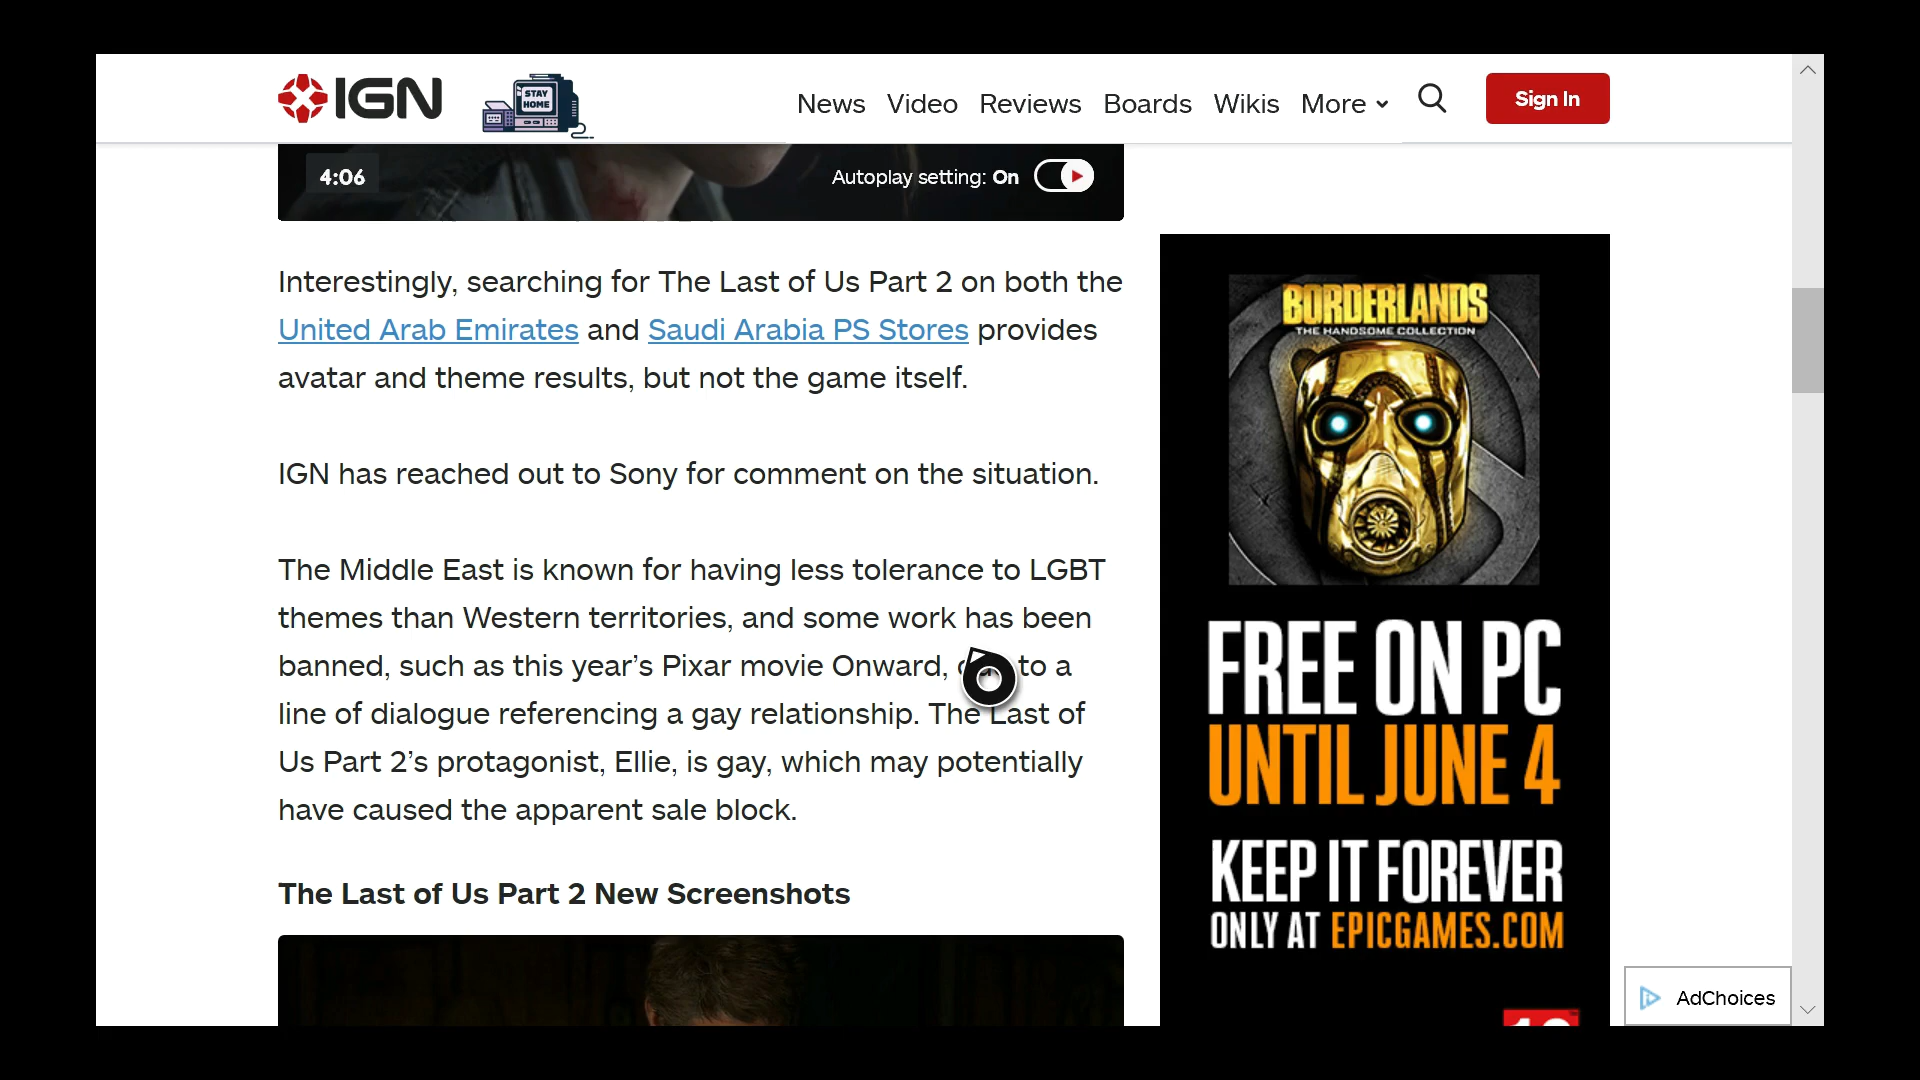 IGN
STAY
HOME
News Video Reviews Boards Wikis More
Sign In
4:06
Autoplay setting: On
Interestingly, searching for The Last of Us Part 2 on both the
United Arab Emirates and Saudi Arabia PS Stores provides
avatar and theme results, but not the game itself.
IGN has reached out to Sony for comment on the situation.
The Middle East is known for having less tolerance to LGBT
themes than Western territories, and some work has been
banned, such as this year’s Pixar movie Onward, to a
line of dialogue referencing a gay relationship. The Last of
Us Part 2’s protagonist, Ellie, is gay, which may potentially
have caused the apparent sale block.
The Last of Us Part 2 New Screenshots
BORDERLANDS
THE HANDSOME COLLECTION
FREE ON PC
UNTIL JUNE 4
KEEP IT FOREVER
ONLY AT EPICGAMES.COM
AdChoices